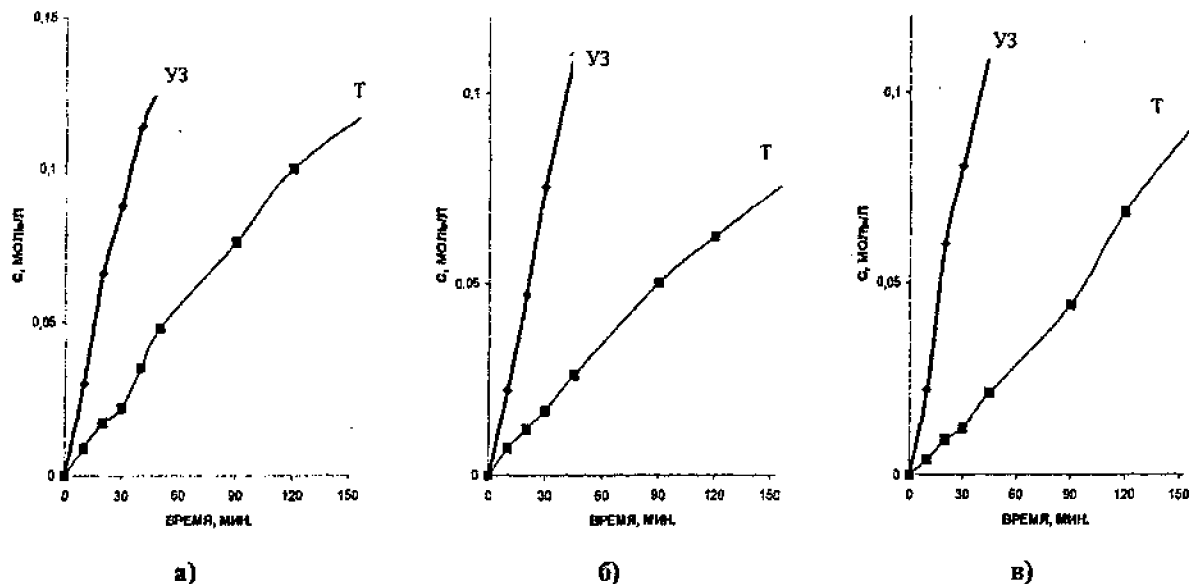 0,15
0,1
0,05
0
С, МОЛЬ/Л
УЗ
Т
0 30 60 90 120 150
ВРЕМЯ, МИН.
а)
0,1
0,05
0
С, МОЛЬ/Л
УЗ
Т
0 30 60 90 120 150
ВРЕМЯ, МИН.
б)
0,1
0,05
0
С, МОЛЬ/Л
УЗ
Т
0 30 60 90 120 150
ВРЕМЯ, МИН.
в)